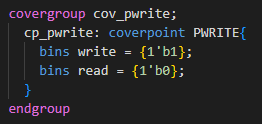 covergroup cov_pwrite;
cp_pwrite: coverpoint PWRITE{
bins write = {1'b1};
bins read = {1'b0};
}
endgroup